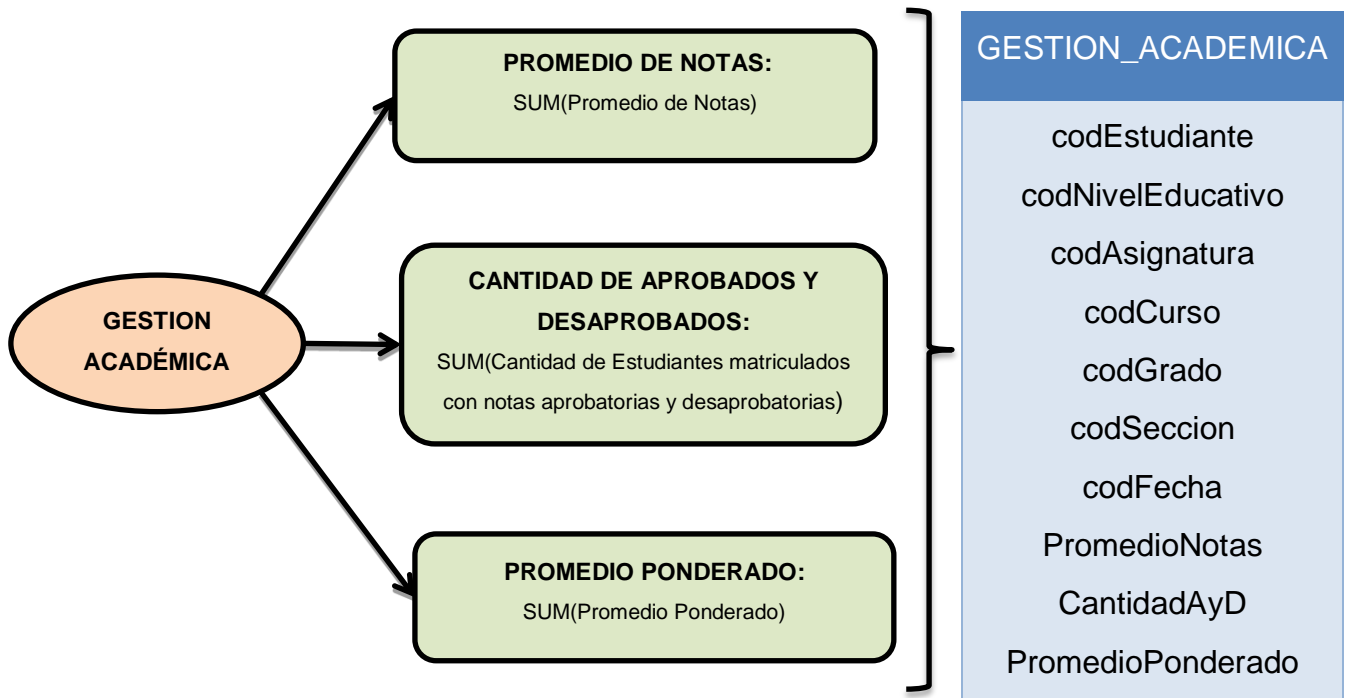 GESTION
ACADÉMICA
PROMEDIO DE NOTAS:
SUM(Promedio de Notas)
CANTIDAD DE APROBADOS Y
DESAPROBADOS:
SUM(Cantidad de Estudiantes matriculados
con notas aprobatorias y desaprobatorias)
PROMEDIO PONDERADO:
SUM(Promedio Ponderado)
GESTION_ACADEMICA
codEstudiante
codNivelEducativo
codAsignatura
codCurso
codGrado
codSeccion
codFecha
PromedioNotas
CantidadAyD
PromedioPonderado